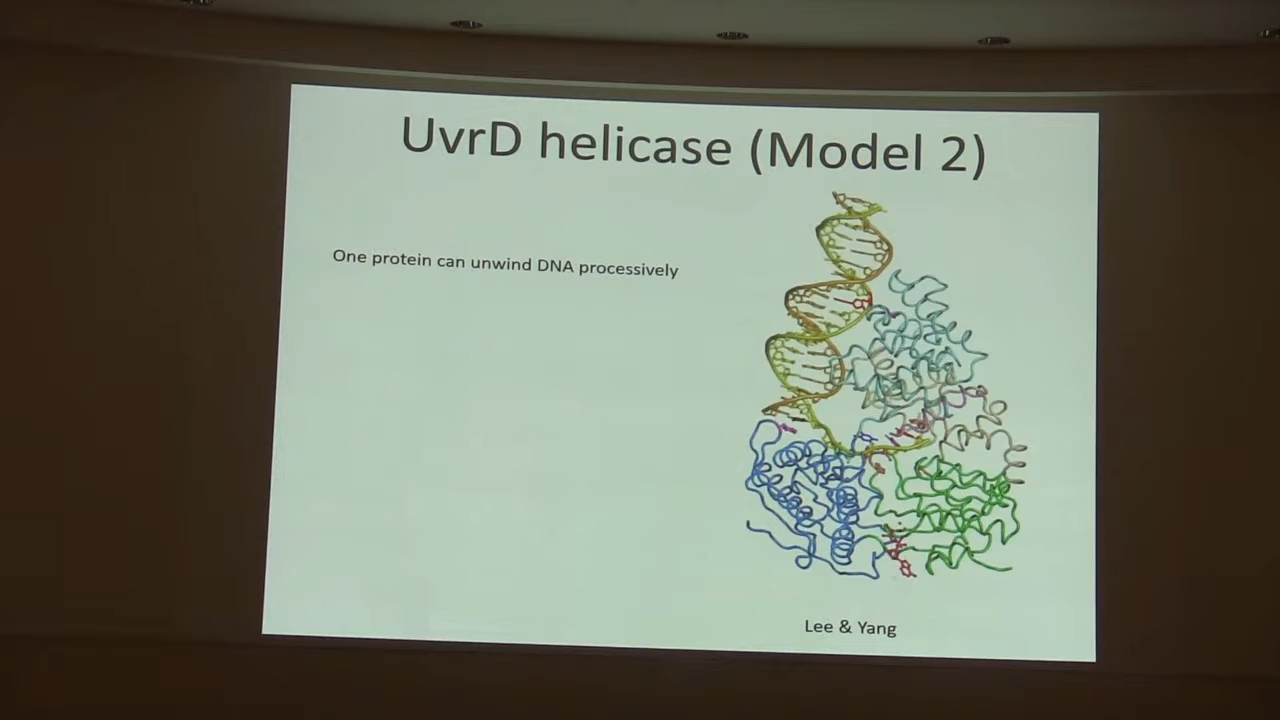 UvrD helicase (Model 2)
One protein can unwind DNA processively
Lee & Yang